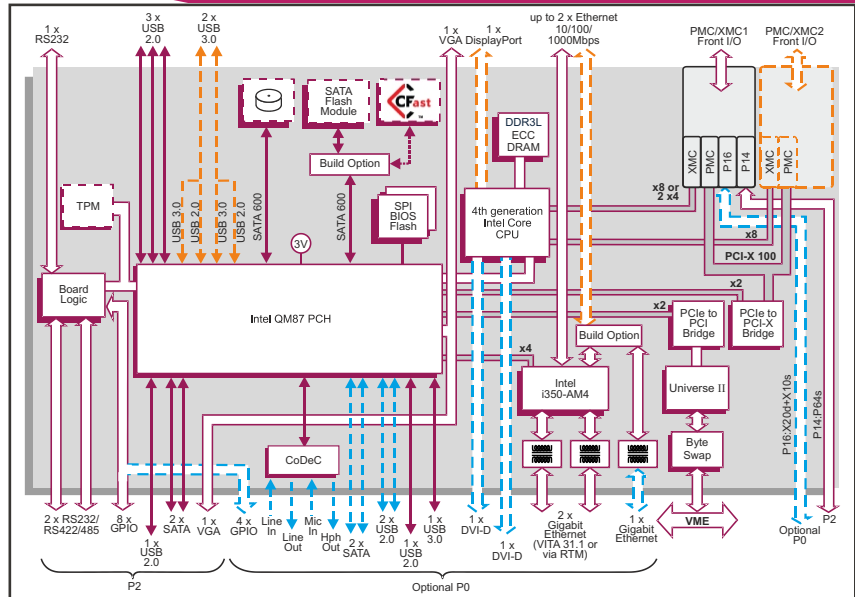 1 x
RS232
3 x
USB
2.0
2 x
USB
3.0
1 x
VGA
1 x
DisplayPort
up to 2 x Ethernet
10/100/
1000Mbps
PMC/XMC1
Front I/O
PMC/XMC2
Front I/O
SATA
Flash
Module
CFast
™
DDR3L
ECC
DRAM
Build Option
XMC
PMC
P16
P14
XMC
PMC
TPM
USB 3.0
USB 2.0
USB 3.0
USB 2.0
SATA 600
SATA 600
SPI
BIOS
Flash
4th generation
Intel Core
CPU
x8 or
2 x4
x8
PCI-X 100
3V
Board
Logic
Intel QM87 PCH
x2
x2
PCIe to
PCI
Bridge
PCIe to
PCI-X
Bridge
Build Option
x4
Intel
i350-AM4
Universe II
CoDeC
Byte
Swap
P16:X20d+X10s
P14:P64s
2 x RS232/
RS422/485
8 x
GPIO
1 x
USB
2.0
2 x
SATA
1 x
VGA
4 x
GPIO
Line
In
Line
Out
Mic
In
Hph
Out
2 x
SATA
2 x
USB
2.0
1 x
USB
2.0
1 x
USB
3.0
1 x
DVI-D
1 x
DVI-D
2 x
Gigabit
Ethernet
(VITA 31.1 or
via RTM)
1 x
Gigabit
Ethernet
VME
Optional
P0
P2
P2
Optional P0